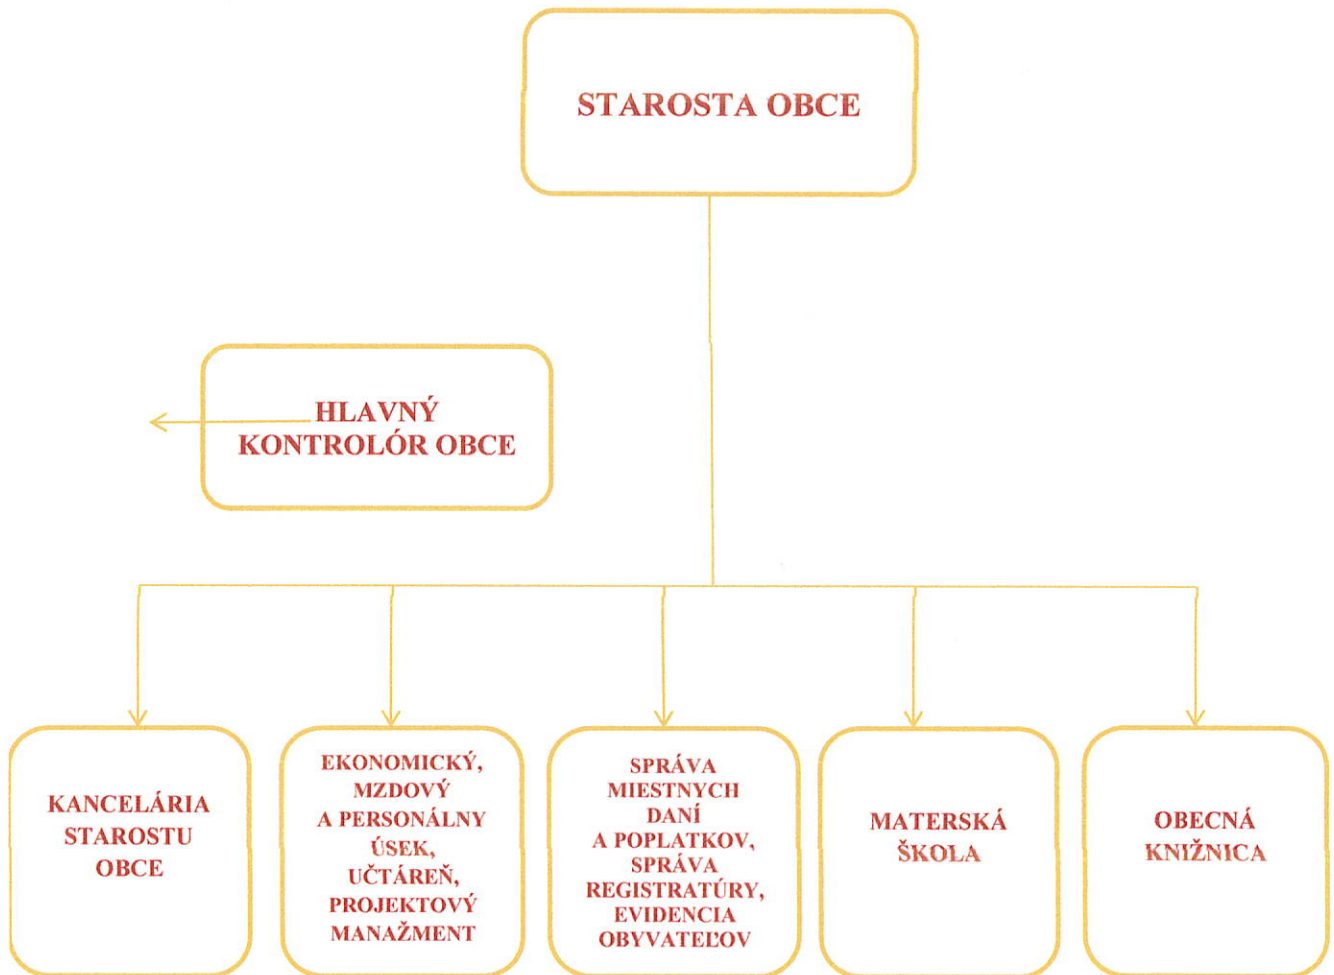 STAROSTA OBCE
HLAVNÝ
KONTROLÓR OBCE
KANCELÁRIA
STAROSTU
OBCE
EKONOMICKÝ,
MZDOVÝ
A PERSONÁLNY
ÚSEK,
UČTÁREŇ,
PROJEKTOVÝ
MANAŽMENT
SPRÁVA
MIESTNYCH
DANÍ
A POPLATKOV,
SPRÁVA
REGISTRATÚRY,
EVIDENCIA
OBYVATEĽOV
MATERSKÁ
ŠKOLA
OBECNÁ
KNIŽNICA